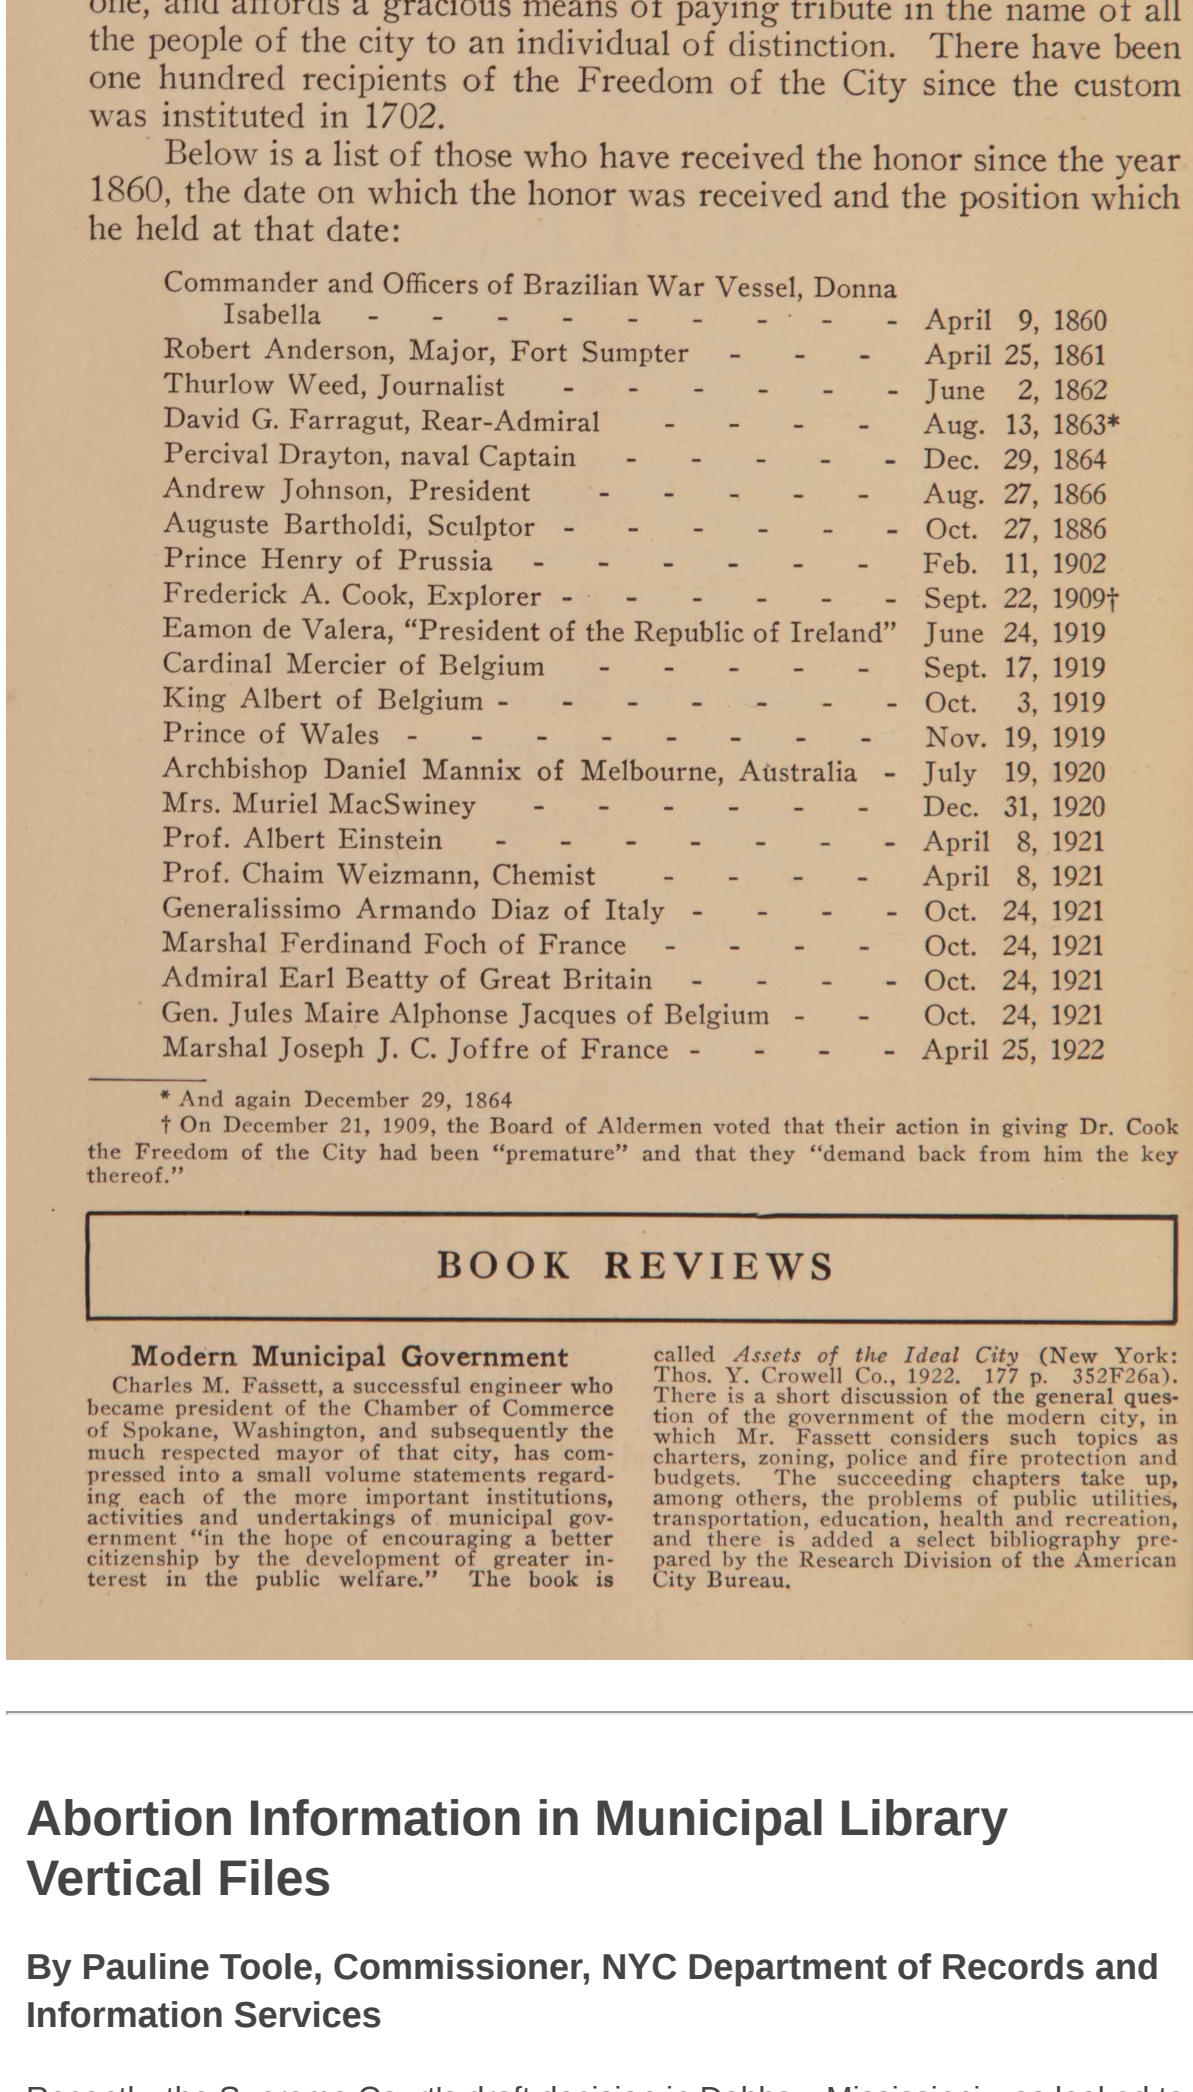 one, and affords a gracious means of paying tribute in the name of all
the people of the city to an individual of distinction. There have been
one hundred recipients of the Freedom of the City since the custom
was instituted in 1702.
Below is a list of those who have received the honor since the year
1860, the date on which the honor was received and the position which
he held at that date:
Commander and Officers of Brazilian War Vessel, Donna
Isabella - - - - - - - - - April 9, 1860
Robert Anderson, Major, Fort Sumpter - - - April 25, 1861
Thurlow Weed, Journalist - - - - - - June 2, 1862
David G. Farragut, Rear-Admiral - - - - Aug. 13, 1863*
Percival Drayton, naval Captain - - - - - Dec. 29, 1864
Andrew Johnson, President - - - - - Aug. 27, 1866
Auguste Bartholdi, Sculptor - - - - - - Oct. 27, 1886
Prince Henry of Prussia - - - - - - Feb. 11, 1902
Frederick A. Cook, Explorer - - - - - - Sept. 22, 1909†
Eamon de Valera, “President of the Republic of Ireland” June 24, 1919
Cardinal Mercier of Belgium - - - - - Sept. 17, 1919
King Albert of Belgium - - - - - - - Oct. 3, 1919
Prince of Wales - - - - - - - - Nov. 19, 1919
Archbishop Daniel Mannix of Melbourne, Australia - July 19, 1920
Mrs. Muriel MacSwiney - - - - - - Dec. 31, 1920
Prof. Albert Einstein - - - - - - - April 8, 1921
Prof. Chaim Weizmann, Chemist - - - - April 8, 1921
Generalissimo Armando Diaz of Italy - - - - Oct. 24, 1921
Marshal Ferdinand Foch of France - - - - Oct. 24, 1921
Admiral Earl Beatty of Great Britain - - - - Oct. 24, 1921
Gen. Jules Maire Alphonse Jacques of Belgium - - Oct. 24, 1921
Marshal Joseph J. C. Joffre of France - - - - April 25, 1922
* And again December 29, 1864
† On December 21, 1909, the Board of Aldermen voted that their action in giving Dr. Cook
the Freedom of the City had been “premature” and that they “demand back from him the key
thereof.”
BOOK REVIEWS
Modern Municipal Government
Charles M. Fassett, a successful engineer who
became president of the Chamber of Commerce
of Spokane, Washington, and subsequently the
much respected mayor of that city, has com-
pressed into a small volume statements regard-
ing each of the more important institutions,
activities and undertakings of municipal gov-
ernment “in the hope of encouraging a better
citizenship by the development of greater in-
terest in the public welfare.” The book is
called Assets of the Ideal City (New York:
Thos. Y. Crowell Co., 1922. 177 p. 352F26a).
There is a short discussion of the general ques-
tion of the government of the modern city, in
which Mr. Fassett considers such topics as
charters, zoning, police and fire protection and
budgets. The succeeding chapters take up,
among others, the problems of public utilities,
transportation, education, health and recreation,
and there is added a select bibliography pre-
pared by the Research Division of the American
City Bureau.
Abortion Information in Municipal Library
Vertical Files
By Pauline Toole, Commissioner, NYC Department of Records and
Information Services